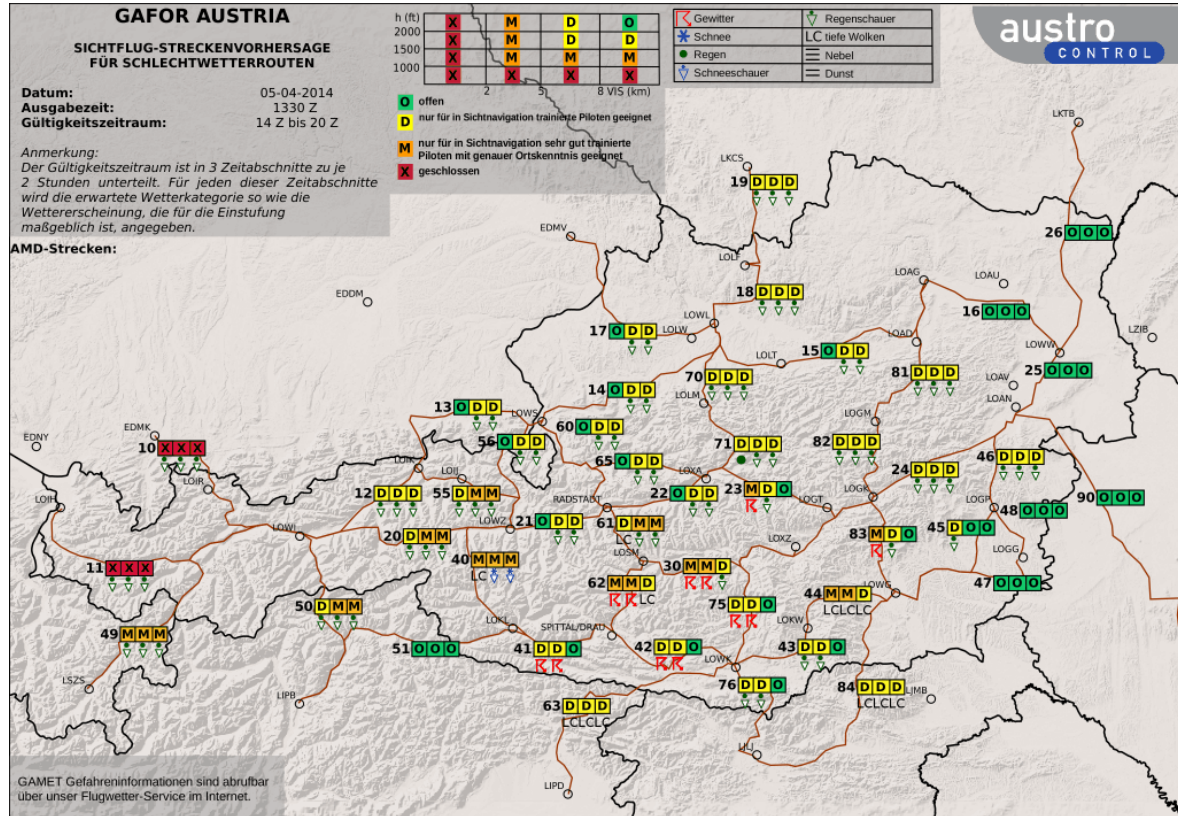 GAFOR AUSTRIA
SICHTFLUG-STRECKENVORHERSAGE
FÜR SCHLECHTWETTERROUTEN
Datum: 05-04-2014
Ausgabezeit: 1330 Z
Gültigkeitszeitraum: 14 Z bis 20 Z
Anmerkung:
Der Gültigkeitszeitraum ist in 3 Zeitabschnitte zu je
2 Stunden unterteilt. Für jeden dieser Zeitabschnitte
wird die erwartete Wetterkategorie so wie die
Wettererscheinung, die für die Einstufung
maßgeblich ist, angegeben.
AMD-Strecken:
h (ft)
2000
1500
1000
X M D O
X M D D
X M M M
X X X X
2 5 8 VIS (km)
O offen
D nur für in Sichtnavigation trainierte Piloten geeignet
M nur für in Sichtnavigation sehr gut trainierte
Piloten mit genauer Ortskenntnis geeignet
X geschlossen
Gewitter
Regenschauer
Schnee
LC tiefe Wolken
Regen
Nebel
Schneeschauer
Dunst
austro
CONTROL
LKTB
LKCS
19 D D D
EDMV
26 O O O
LOLF
LOAG
LOAU
EDDM
18 D D D
16 O O O
LOWL
17 O D D
LOLW
LOAD
LZIB
15 O D D
LOWW
LOLT
25 O O O
70 D D D
81 D D D
LOAV
14 O D D
LOLM
LOAN
13 O D D
LOWS
LOGM
EDMK
60 O D D
EDNY
10 X X X
56 O D D
71 D D D
82 D D D
46 D D D
LOIK
LOIJ
65 O D D
LOXA
24 D D D
LOIR
12 D D D
55 D M M
22 O D D
23 M D O
LOGK
LOIH
RADSTADT
LOGT
LOGP
90 O O O
48 O O O
21 O D D
61 D M M
LC
LOWZ
45 D O O
LOWI
20 D M M
83 M D O
40 M M M
LC
LOXZ
LOSM
LOGG
11 X X X
30 M M D
62 M M D
LC
47 O O O
44 M M D
LCLCLC
LOWG
50 D M M
75 D D O
49 M M M
LOKL
SPITTAL/DRAU
LOKW
51 O O O
41 D D O
42 D D O
43 D D O
LOWK
LSZS
76 D D O
84 D D D
LCLCLC
LJMB
LIPB
63 D D D
LCLCLC
LJLJ
LIPD
GAMET Gefahreninformationen sind abrufbar
über unser Flugwetter-Service im Internet.